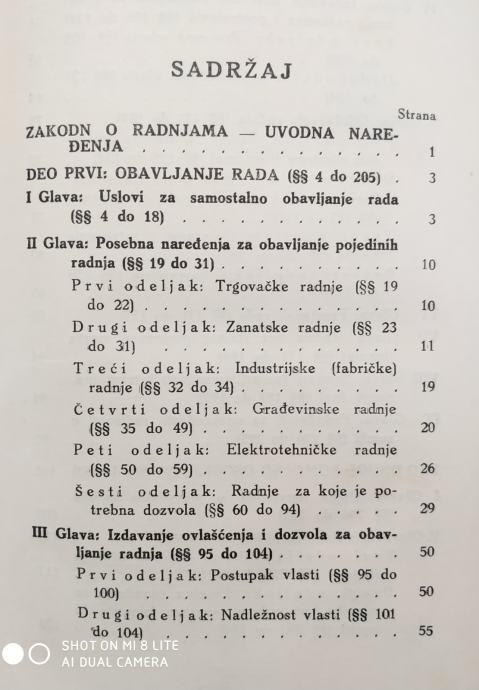 SADRŽAJ
Strana
ZAKODN O RADNJAMA — UVODNA NARE-
ĐENJA . . . . . . . . . . . . . 1
DEO PRVI: OBAVLJANJE RADA (§§ 4 do 205) . 3
I Glava: Uslovi za samostalno obavljanje rada
(§§ 4 do 18) . . . . . . . . . . 3
II Glava: Posebna naređenja za obavljanje pojedinih
radnja (§§ 19 do 31) . . . . . . . . 10
Prvi odeljak: Trgovačke radnje (§§ 19
do 22) . . . . . . . . . . . . 10
Drugi odeljak: Zanatske radnje (§§ 23
do 31) . . . . . . . . . . . 11
Treći odeljak: Industrijske (fabričke)
radnje (§§ 32 do 34) . . . . . . . 19
Četvrti odeljak: Građevinske radnje
(§§ 35 do 49) . . . . . . . . . 20
Peti odeljak: Elektrotehničke radnje
(§§ 50 do 59) . . . . . . . . . 26
Šesti odeljak: Radnje za koje je po-
trebna dozvola (§§ 60 do 94) . . . . . 29
III Glava: Izdavanje ovlašćenja i dozvola za obav-
ljanje radnja (§§ 95 do 104) . . . . . . 50
Prvi odeljak: Postupak vlasti (§§ 95 do
100) . . . . . . . . . . . . 50
Drugi odeljak: Nadležnost vlasti (§§ 101
do 104) . . . . . . . . . . . 55
SHOT ON MI 8 LITE
AI DUAL CAMERA